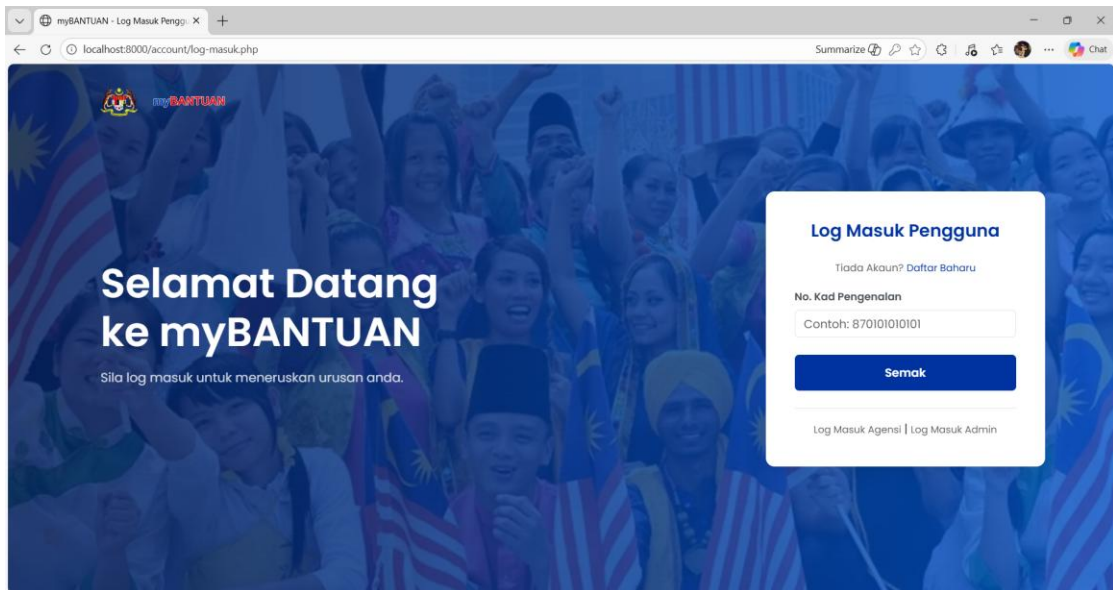 myBANTUAN - Log Masuk Penggu
localhost:8000/account/log-masuk.php
Summarize
Chat
myBANTUAN
Selamat Datang
ke myBANTUAN
Sila log masuk untuk meneruskan urusan anda.
Log Masuk Pengguna
Tiada Akaun? Daftar Baharu
No. Kad Pengenalan
Contoh: 870101010101
Semak
Log Masuk Agensi | Log Masuk Admin